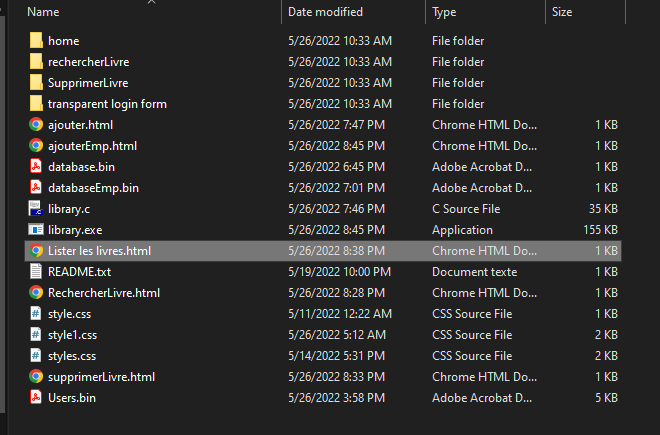 Name Date modified Type Size
home 5/26/2022 10:33 AM File folder
rechercherLivre 5/26/2022 10:33 AM File folder
SupprimerLivre 5/26/2022 10:33 AM File folder
transparent login form 5/26/2022 10:33 AM File folder
ajouter.html 5/26/2022 7:47 PM Chrome HTML Do... 1 KB
ajouterEmp.html 5/26/2022 8:45 PM Chrome HTML Do... 1 KB
database.bin 5/26/2022 6:45 PM Adobe Acrobat D... 1 KB
databaseEmp.bin 5/26/2022 7:01 PM Adobe Acrobat D... 1 KB
library.c 5/26/2022 7:46 PM C Source File 35 KB
library.exe 5/26/2022 8:45 PM Application 155 KB
Lister les livres.html 5/26/2022 8:38 PM Chrome HTML Do... 1 KB
README.txt 5/19/2022 10:00 PM Document texte 1 KB
RechercherLivre.html 5/26/2022 8:28 PM Chrome HTML Do... 1 KB
style.css 5/11/2022 12:22 AM CSS Source File 1 KB
style1.css 5/26/2022 5:12 AM CSS Source File 2 KB
styles.css 5/14/2022 5:31 PM CSS Source File 2 KB
supprimerLivre.html 5/26/2022 8:33 PM Chrome HTML Do... 1 KB
Users.bin 5/26/2022 3:58 PM Adobe Acrobat D... 5 KB